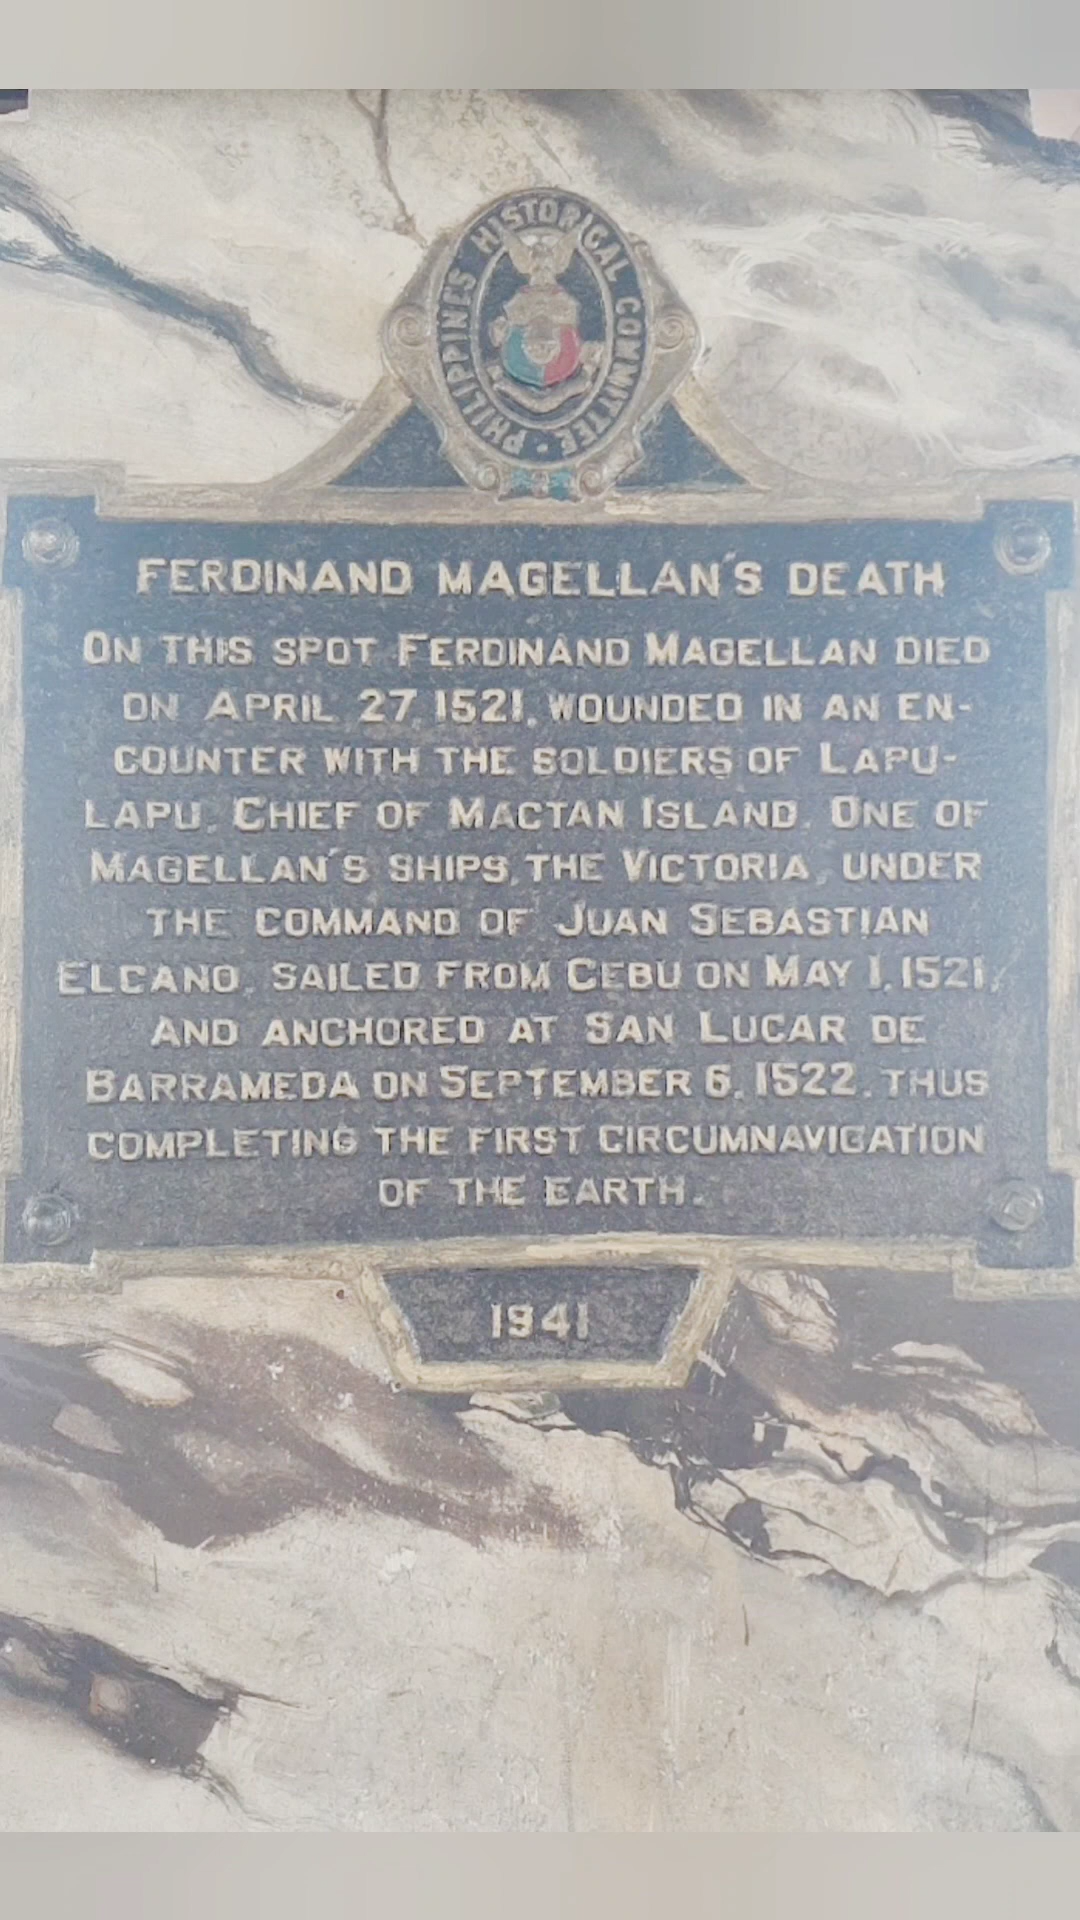 PHILIPPINES HISTORICAL COMMITTEE
FERDINAND MAGELLAN'S DEATH
ON THIS SPOT FERDINAND MAGELLAN DIED
ON APRIL 27, 1521, WOUNDED IN AN EN-
COUNTER WITH THE SOLDIERS OF LAPU-
LAPU, CHIEF OF MACTAN ISLAND. ONE OF
MAGELLAN'S SHIPS, THE VICTORIA, UNDER
THE COMMAND OF JUAN SEBASTIAN
ELCANO, SAILED FROM CEBU ON MAY 1, 1521,
AND ANCHORED AT SAN LUCAR DE
BARRAMEDA ON SEPTEMBER 6, 1522, THUS
COMPLETING THE FIRST CIRCUMNAVIGATION
OF THE EARTH.
1941